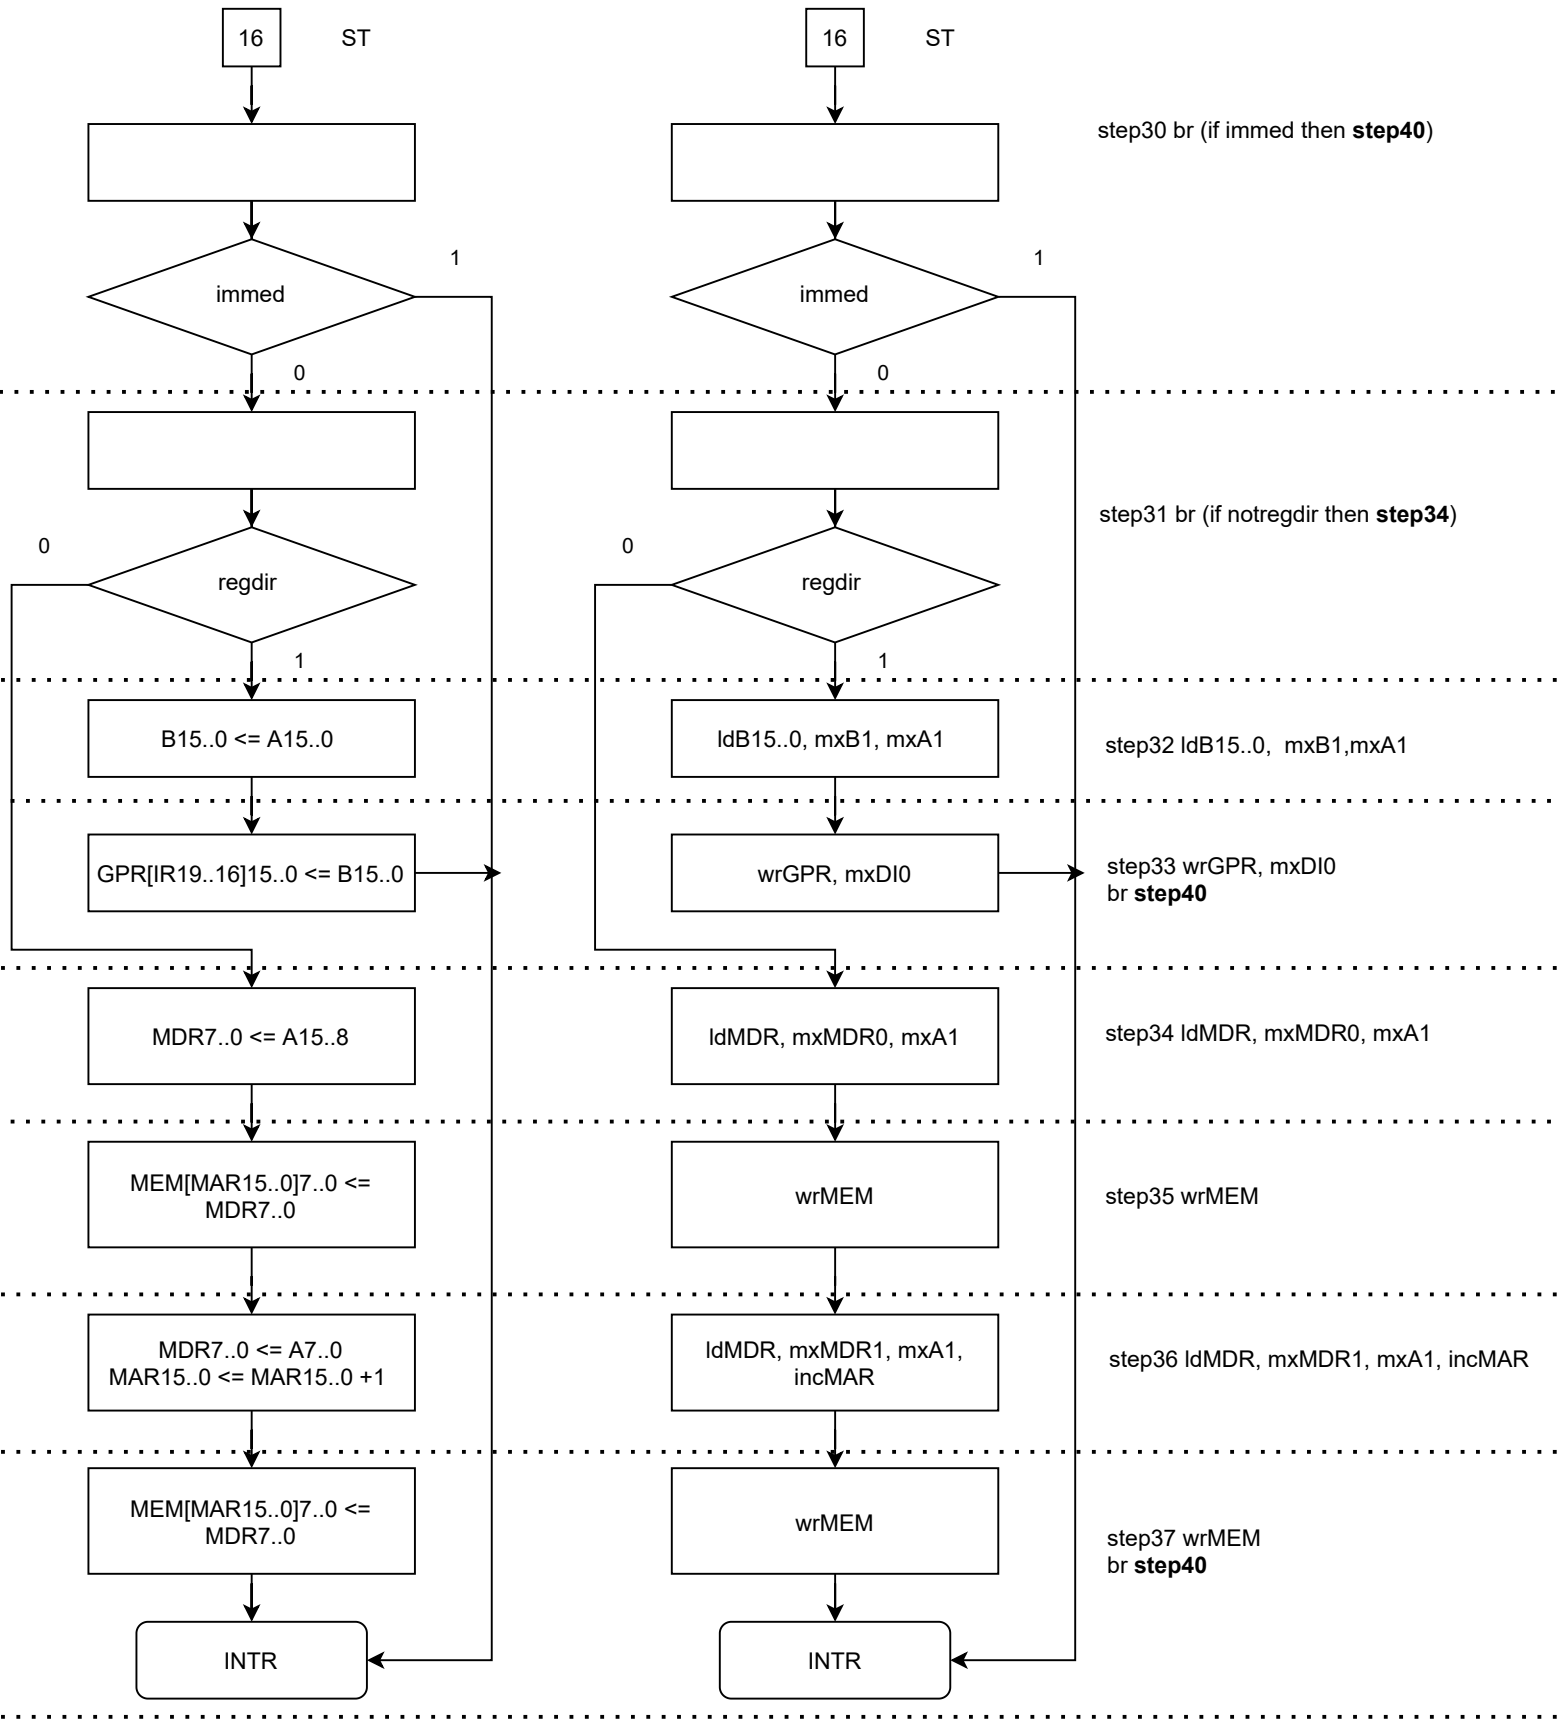 16 ST 16 ST
step30 br (if immed then step40)
1 1
immed immed
0 0
step31 br (if notregdir then step34)
0 0
regdir regdir
1 1
B15..0 <= A15..0 ldB15..0, mxB1, mxA1 step32 ldB15..0, mxB1,mxA1
GPR[IR19..16]15..0 <= B15..0 wrGPR, mxDI0 step33 wrGPR, mxDI0
br step40
MDR7..0 <= A15..8 ldMDR, mxMDR0, mxA1 step34 ldMDR, mxMDR0, mxA1
MEM[MAR15..0]7..0 <=
MDR7..0
wrMEM step35 wrMEM
MDR7..0 <= A7..0
MAR15..0 <= MAR15..0 +1
ldMDR, mxMDR1, mxA1,
incMAR
step36 ldMDR, mxMDR1, mxA1, incMAR
MEM[MAR15..0]7..0 <=
MDR7..0
wrMEM
step37 wrMEM
br step40
INTR INTR